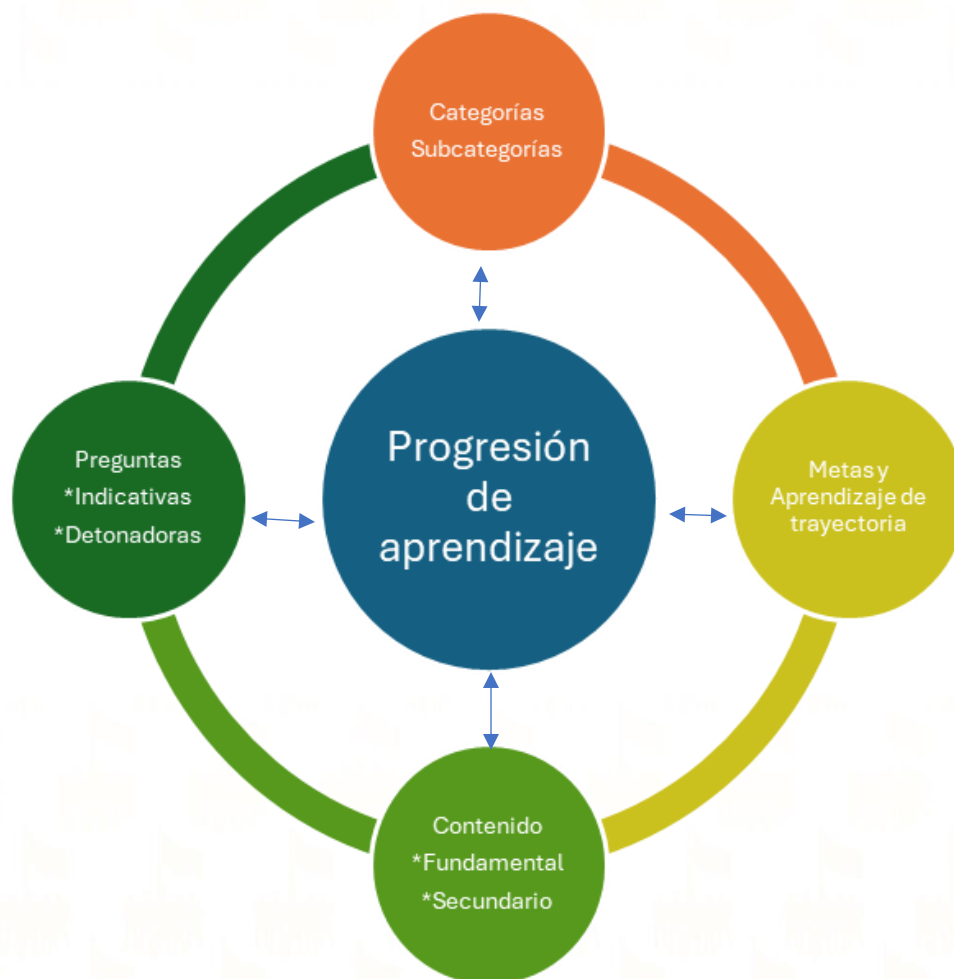 Categorías
Subcategorías
Preguntas
*Indicativas
*Detonadoras
Progresión
de
aprendizaje
Metas y
Aprendizaje de
trayectoria
Contenido
*Fundamental
*Secundario